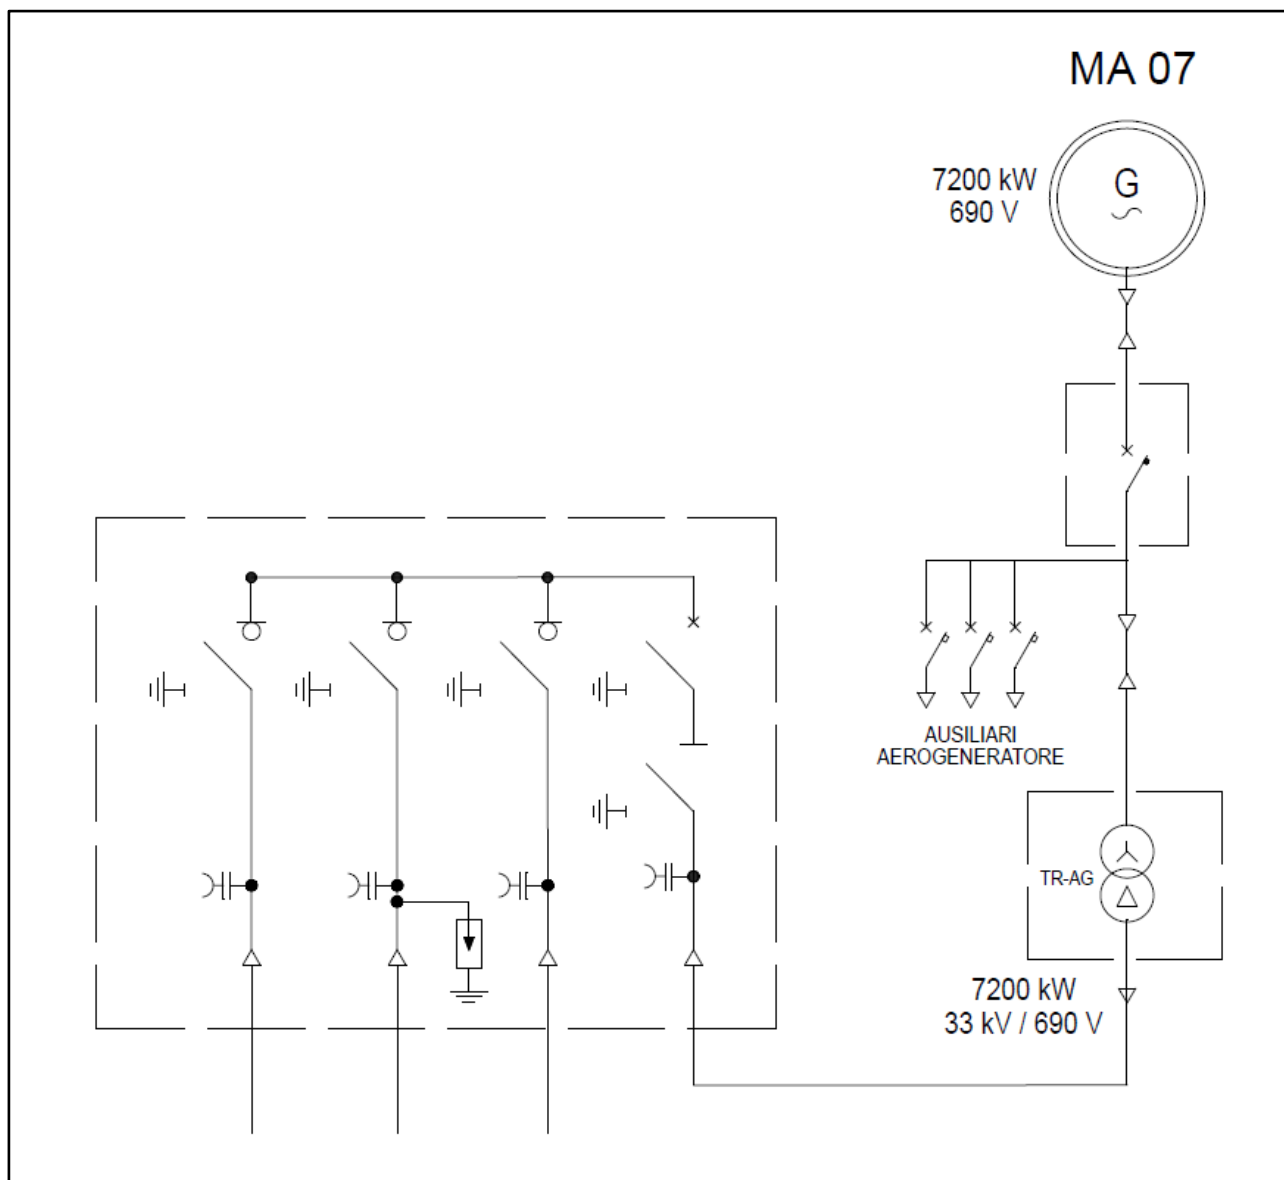 MA 07
7200 kW
690 V
G
AUSILIARI
AEROGENERATORE
TR-AG
7200 kW
33 kV / 690 V